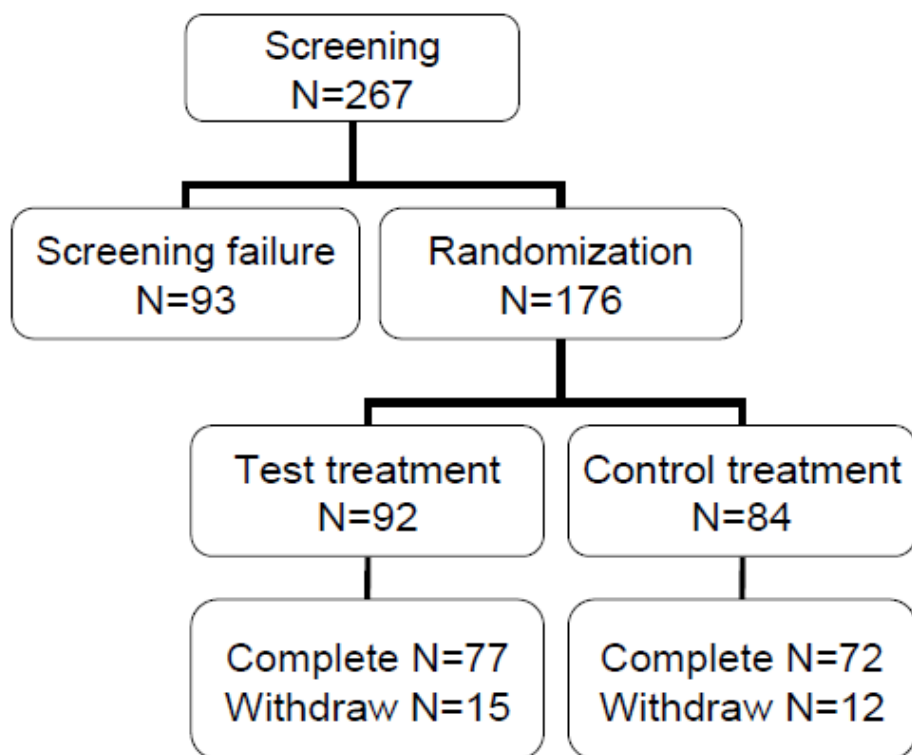 Screening
N=267
Screening failure
N=93
Randomization
N=176
Test treatment
N=92
Control treatment
N=84
Complete N=77
Withdraw N=15
Complete N=72
Withdraw N=12